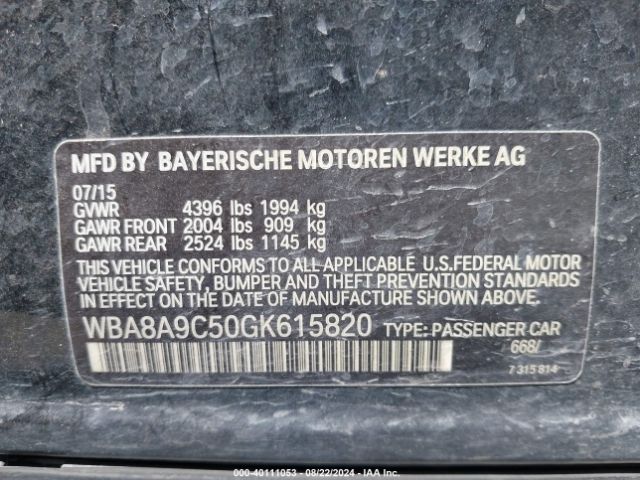 MFD BY BAYERISCHE MOTOREN WERKE AG
07/15
GVWR 4396 lbs 1994 kg
GAWR FRONT 2004 lbs 909 kg
GAWR REAR 2524 lbs 1145 kg
THIS VEHICLE CONFORMS TO ALL APPLICABLE U.S.FEDERAL MOTOR
VEHICLE SAFETY, BUMPER AND THEFT PREVENTION STANDARDS
IN EFFECT ON THE DATE OF MANUFACTURE SHOWN ABOVE.
WBA8A9C50GK615820 TYPE: PASSENGER CAR
668/
7 315 814
000-40111053 - 08/22/2024 - IAA Inc.